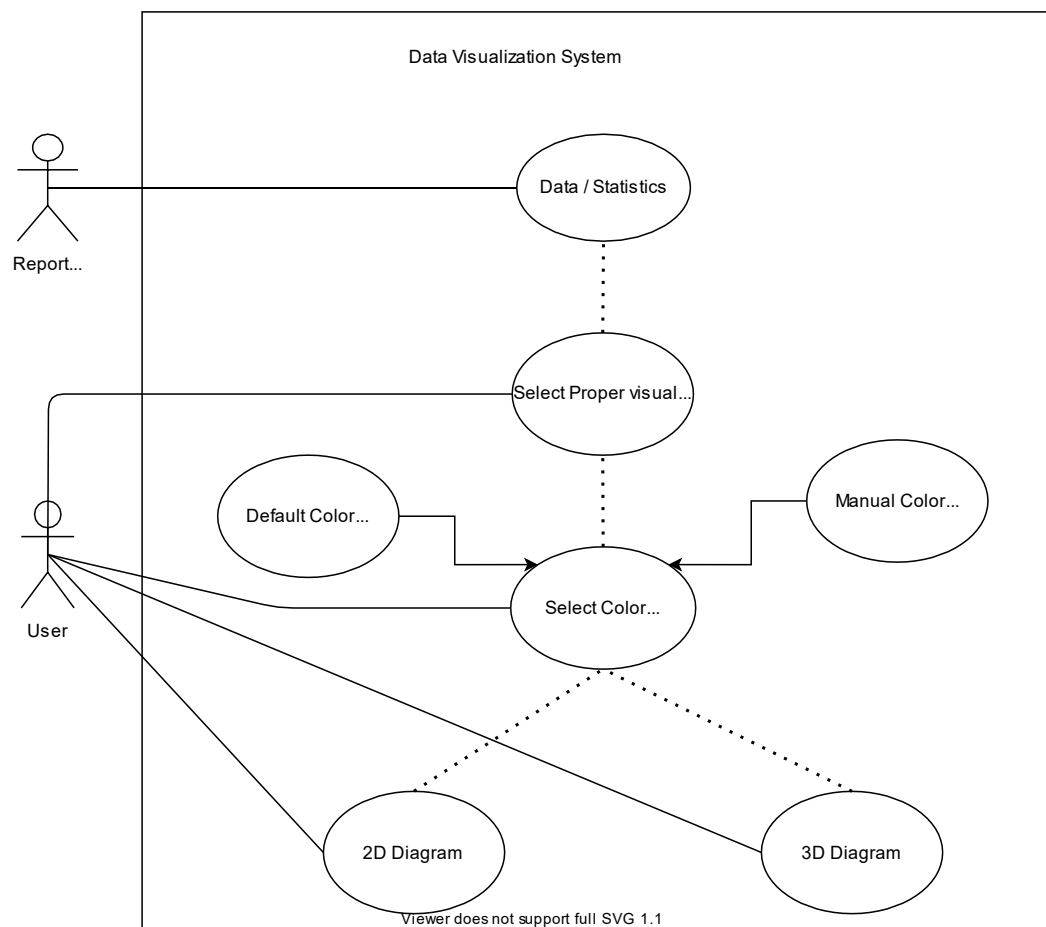 Data Visualization System
Data / Statistics
Report...
Select Proper visual...
Default Color...
Manual Color...
Select Color...
User
2D Diagram
3D Diagram
Viewer does not support full SVG 1.1